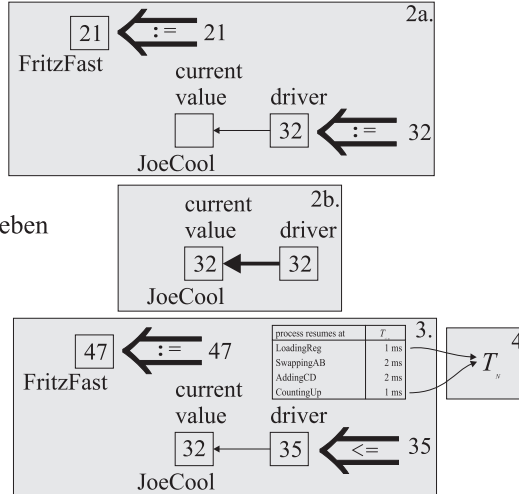 2a.
21 := 21
FritzFast
current
value driver
32 := 32
JoeCool
eben
2b.
current
value driver
32 32
JoeCool
3.
47 := 47
FritzFast
process resumes at T
LoadingReg 1 ms
SwappingAB 2 ms
AddingCD 2 ms
CountingUp 1 ms
current
value driver
32 35 <= 35
JoeCool
4
T N